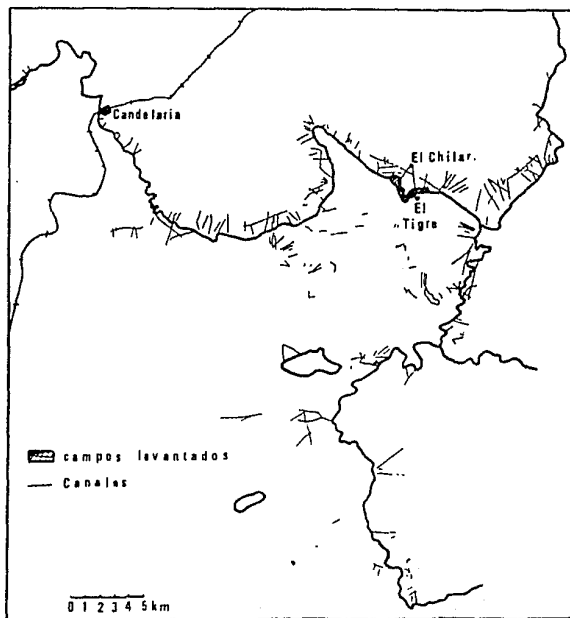 Candelaria
El Chilar.
El
Tigre
campos levantados
Canales
0 1 2 3 4 5 km